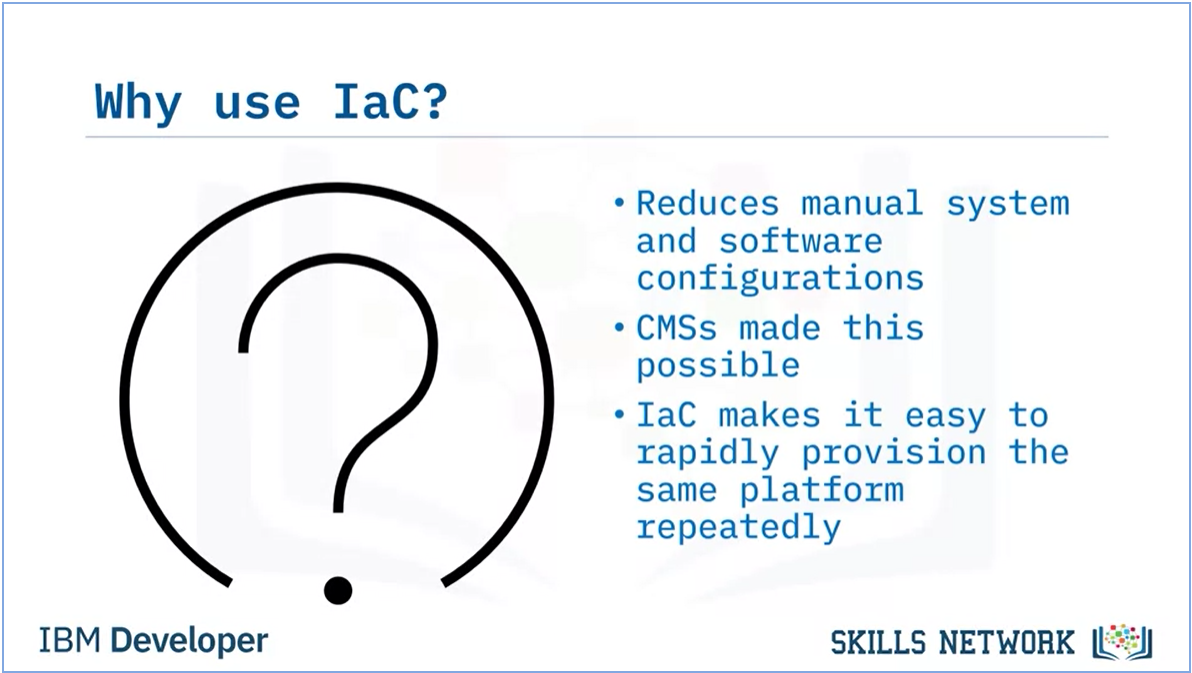 Why use IaC?
• Reduces manual system
and software
configurations
• CMSs made this
possible
• IaC makes it easy to
rapidly provision the
same platform
repeatedly
IBM Developer
SKILLS NETWORK